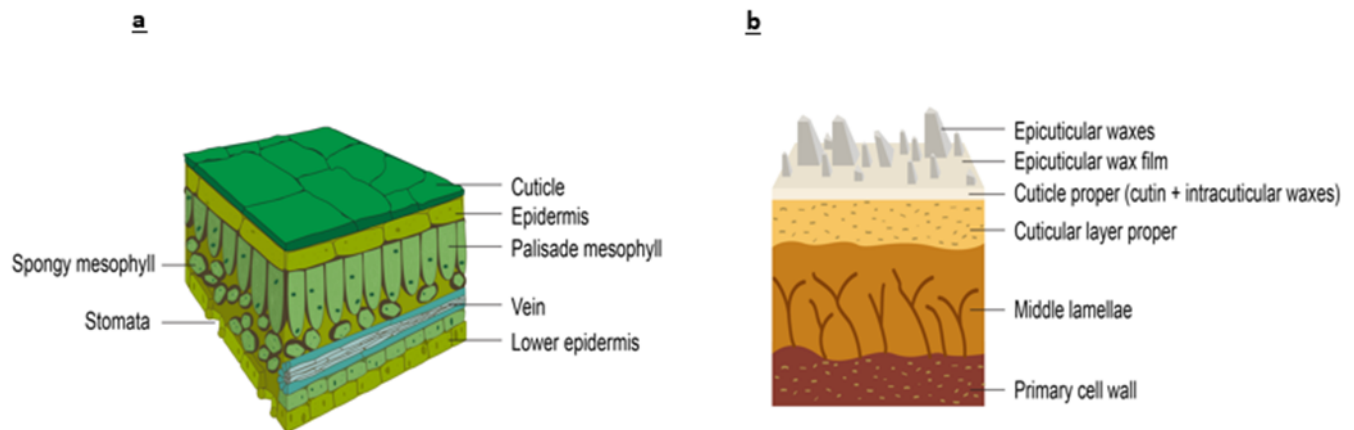 a
Cuticle
Epidermis
Palisade mesophyll
Spongy mesophyll
Vein
Stomata
Lower epidermis
b
Epicuticular waxes
Epicuticular wax film
Cuticle proper (cutin + intracuticular waxes)
Cuticular layer proper
Middle lamellae
Primary cell wall